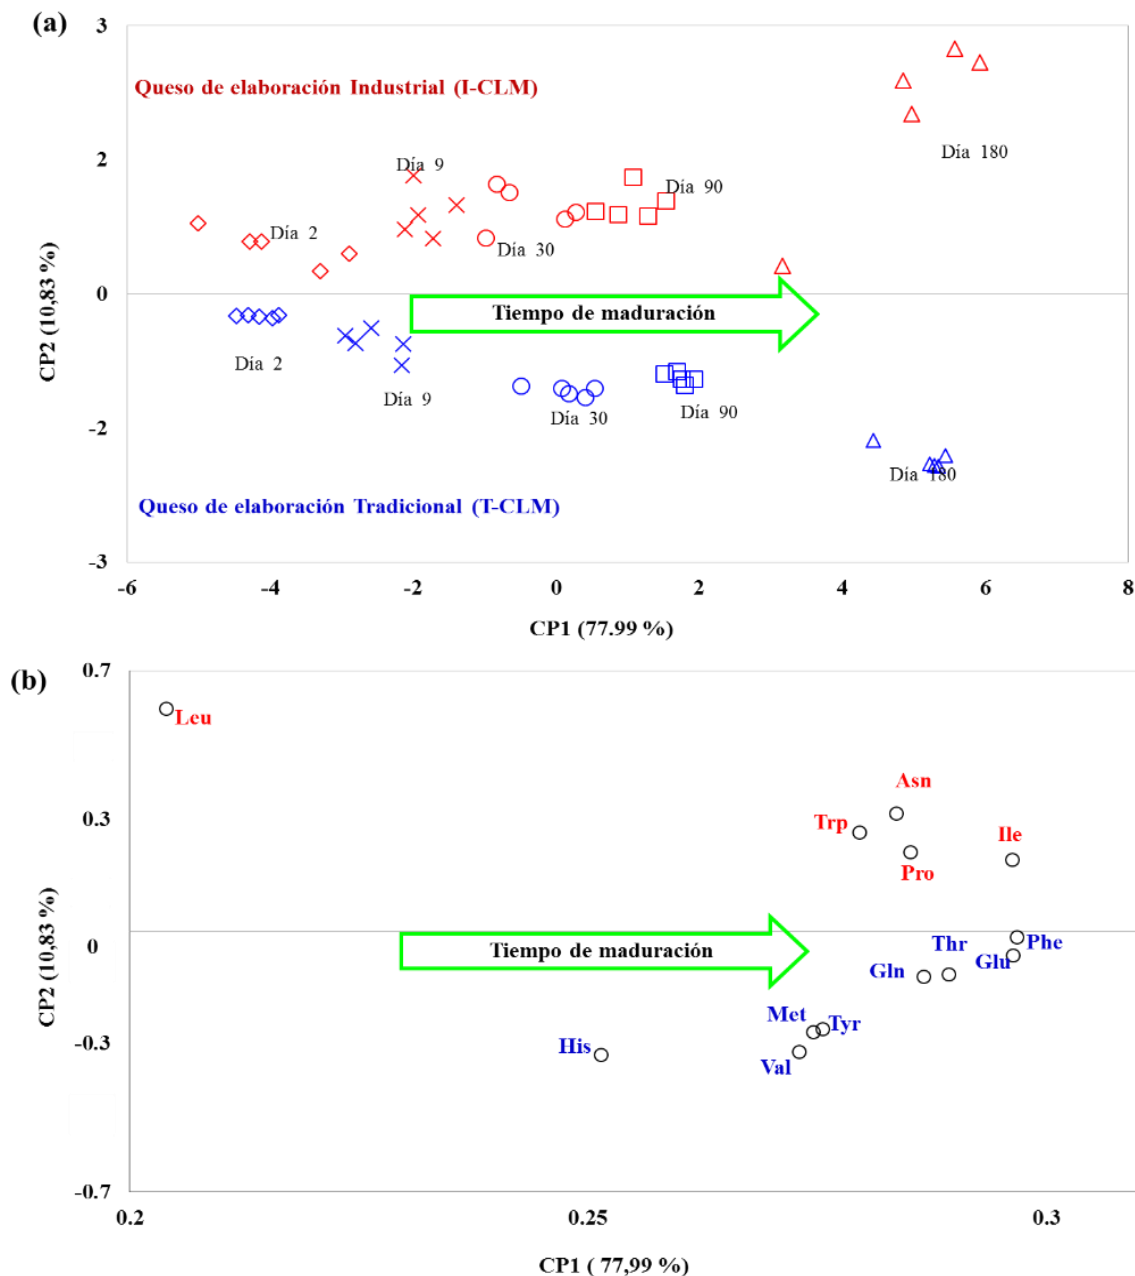 (a)
3
Queso de elaboración Industrial (I-CLM)
Día 9
Día 180
2
Día 90
Día 2
Día 30
0
Tiempo de maduración
CP2 (10,83 %)
Día 2
Día 9
Día 30
Día 90
-2
Día 180
Queso de elaboración Tradicional (T-CLM)
-3
-6 -4 -2 0 2 4 6 8
CP1 (77.99 %)
(b)
0.7
Leu
Asn
0.3
Trp
Ile
Pro
0
Tiempo de maduración
Thr
Phe
Gln
Glu
CP2 (10,83 %)
Met
Tyr
-0.3
His
Val
-0.7
0.2 0.25 0.3
CP1 ( 77,99 %)